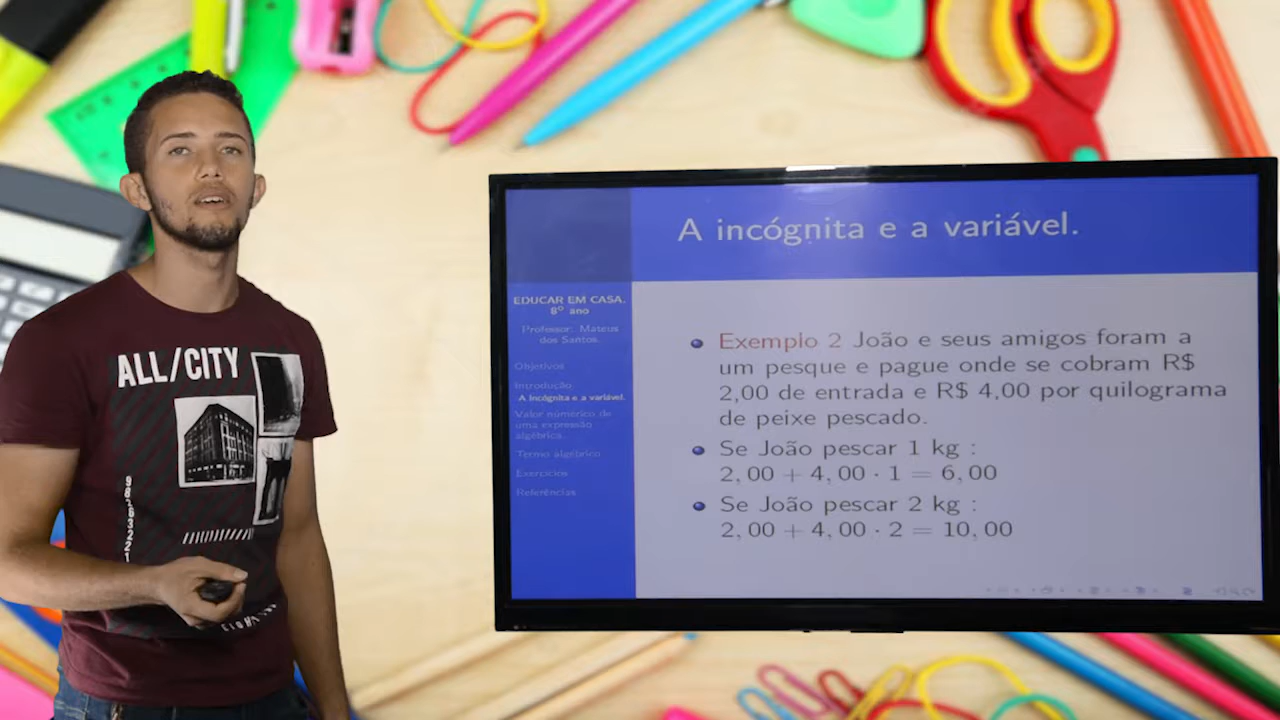 ALL/CITY
A incógnita e a variável.
EDUCAR EM CASA.
8º ano
Professor: Mateus
dos Santos.
Objetivos
Introdução
A Incógnita e a variável.
Valor numérico de
uma expressão
algébrica.
Termo algébrico
Exercícios
Referências
Exemplo 2 João e seus amigos foram a
um pesque e pague onde se cobram R$
2,00 de entrada e R$ 4,00 por quilograma
de peixe pescado.
Se João pescar 1 kg :
2, 00 + 4, 00 · 1 = 6, 00
Se João pescar 2 kg :
2, 00 + 4, 00 · 2 = 10, 00